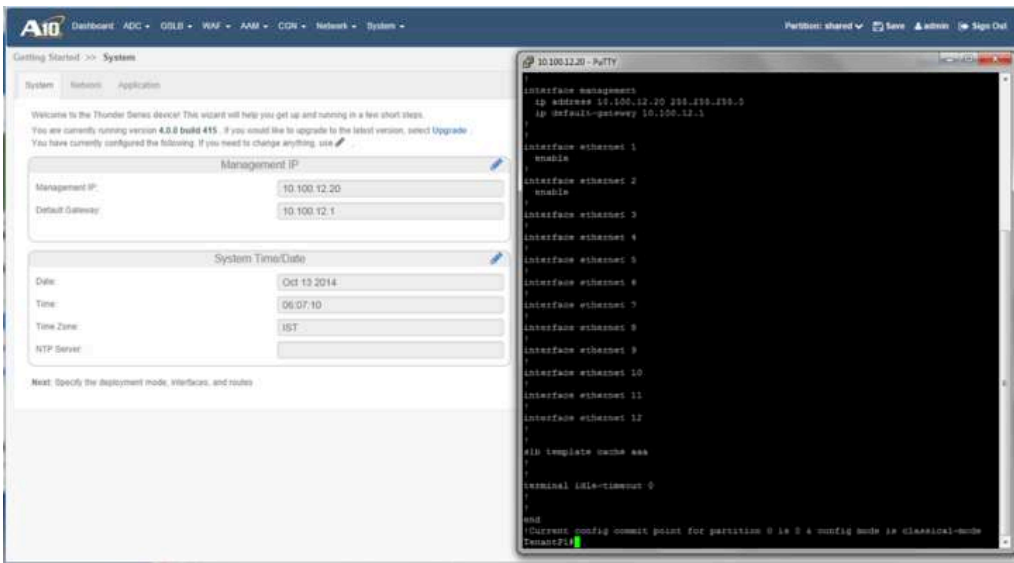 A10 Dashboard ADC GSLB WAF AAM CGN Network System Partition: shared Save admin Sign Out
Getting Started >> System
System Network Application
Welcome to the Thunder Series device! This wizard will help you get up and running in a few short steps.
You are currently running version 4.0.0 build 415 . If you would like to upgrade to the latest version, select Upgrade .
You have currently configured the following. If you need to change anything, use .
Management IP
Management IP: 10.100.12.20
Default Gateway: 10.100.12.1
System Time/Date
Date: Oct 13 2014
Time: 06:07:10
Time Zone: IST
NTP Server:
Next: Specify the deployment mode, interfaces, and routes
10.100.12.20 - PuTTY
!
interface management
ip address 10.100.12.20 255.255.255.0
ip default-gateway 10.100.12.1
!
interface ethernet 1
enable
!
interface ethernet 2
enable
!
interface ethernet 3
!
interface ethernet 4
!
interface ethernet 5
!
interface ethernet 6
!
interface ethernet 7
!
interface ethernet 8
!
interface ethernet 9
!
interface ethernet 10
!
interface ethernet 11
!
interface ethernet 12
!
!
slb template cache aaa
!
!
terminal idle-timeout 0
!
!
end
!Current config commit point for partition 0 is 0 & config mode is classical-mode
TenantP1#